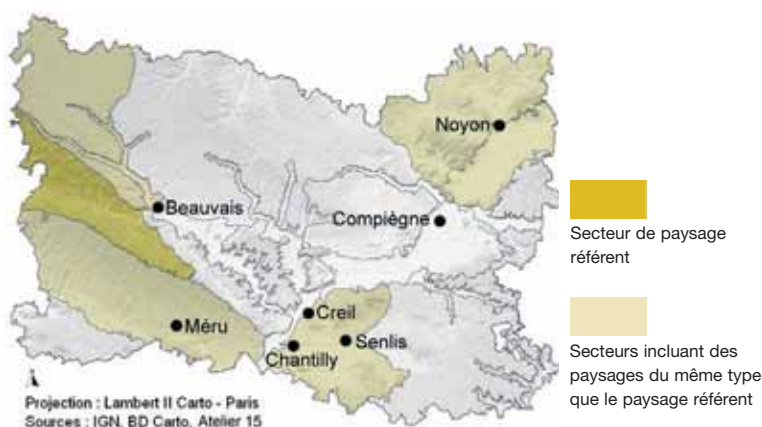 Noyon
Beauvais
Compiègne
Creil
Méru
Senlis
Chantilly
Projection : Lambert II Carto - Paris
Sources : IGN, BD Carto, Atelier 15
Secteur de paysage
référent
Secteurs incluant des
paysages du même type
que le paysage référent